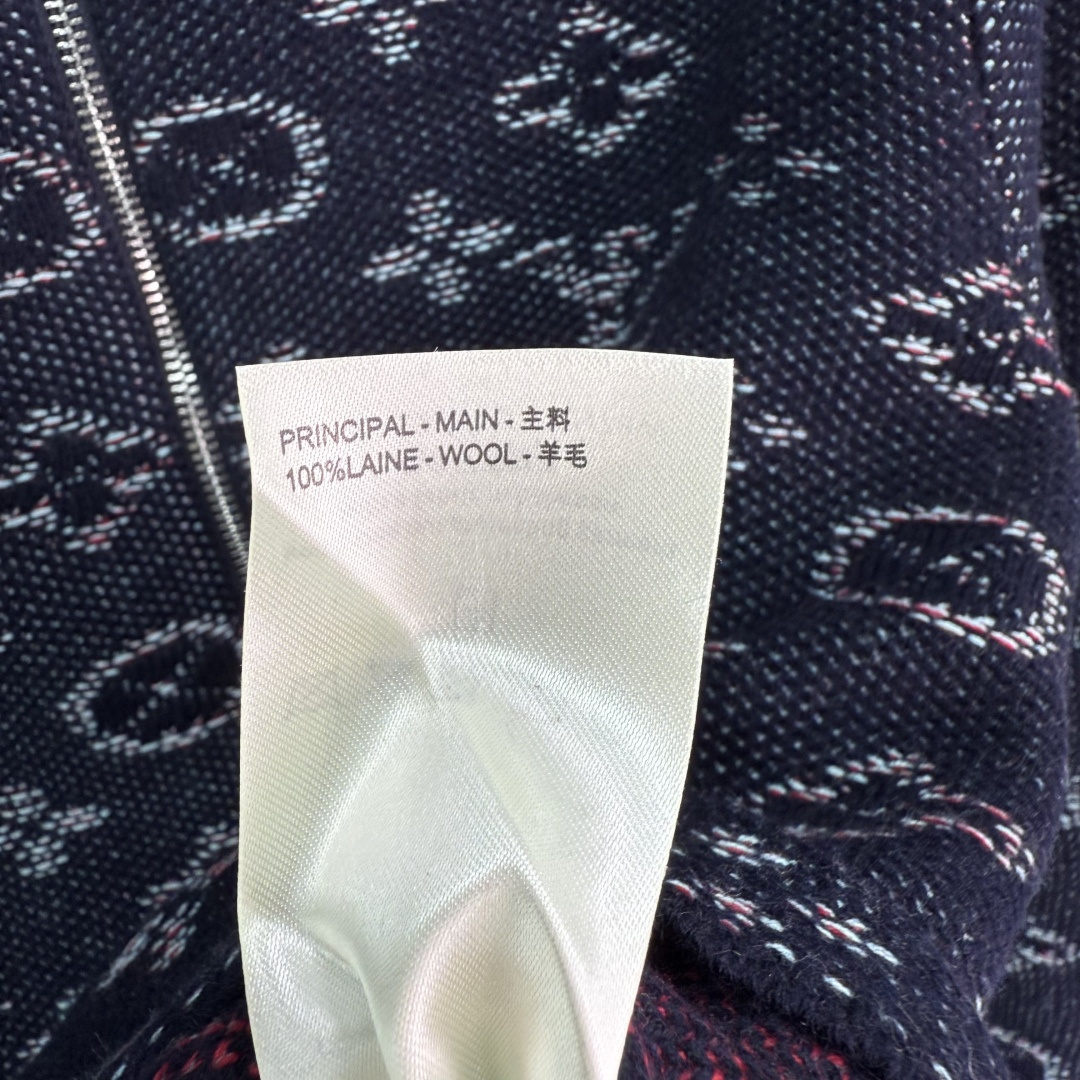 PRINCIPAL - MAIN - 主料
100%LAINE - WOOL - 羊毛